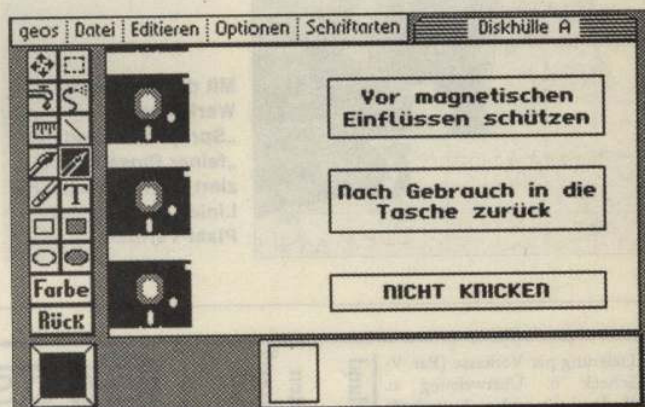 geos Datei Editieren Optionen Schriftarten Diskhülle A
Vor magnetischen
Einflüssen schützen
Nach Gebrauch in die
Tasche zurück
NICHT KNICKEN
T
Farbe
Rück